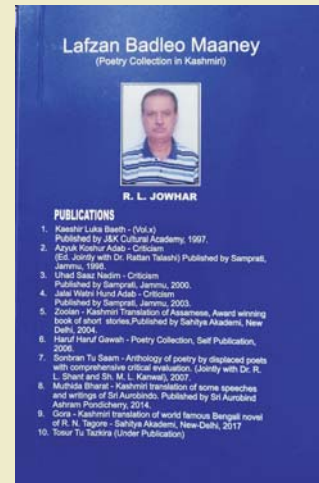 Lafzan Badleo Maaney
(Poetry Collection in Kashmiri)
R. L. JOWHAR
PUBLICATIONS
1. Kaeshir Luka Baeth - (Vol.x)
Published by J&K Cultural Academy, 1997.
2. Azyuk Koshur Adab - Criticism
(Ed. Jointly with Dr. Rattan Talashi) Published by Samprati,
Jammu, 1998.
3. Uhad Saaz Nadim - Criticism
Published by Samprati, Jammu, 2000.
4. Jalai Watni Hund Adab - Criticism
Published by Samprati, Jammu, 2003.
5. Zoolan - Kashmiri Translation of Assamese, Award winning
book of short stories.Published by Sahitya Akademi, New
Delhi, 2004.
6. Haruf Haruf Gawah - Poetry Collection, Self Publication,
2006.
7. Sonbran Tu Saam - Anthology of poetry by displaced poets
with comprehensive critical evaluation. (Jointly with Dr. R.
L. Shant and Sh. M. L. Kanwal), 2007.
8. Muthida Bharat - Kashmiri translation of some speeches
and writings of Sri Aurobindo. Published by Sri Aurobind
Ashram Pondicherry, 2014.
9. Gora - Kashmiri translation of world famous Bengali novel
of R. N. Tagore - Sahitya Akademi, New-Delhi, 2017
10. Tosur Tu Tazkira (Under Publication)